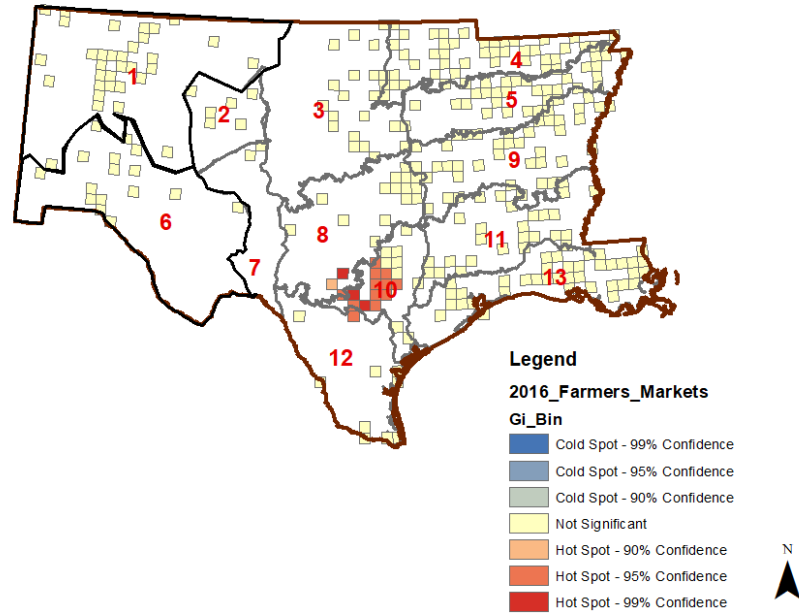 1
2
3
4
5
6
7
8
9
10
11
12
13
Legend
2016_Farmers_Markets
Gi_Bin
Cold Spot - 99% Confidence
Cold Spot - 95% Confidence
Cold Spot - 90% Confidence
Not Significant
Hot Spot - 90% Confidence
Hot Spot - 95% Confidence
Hot Spot - 99% Confidence
N